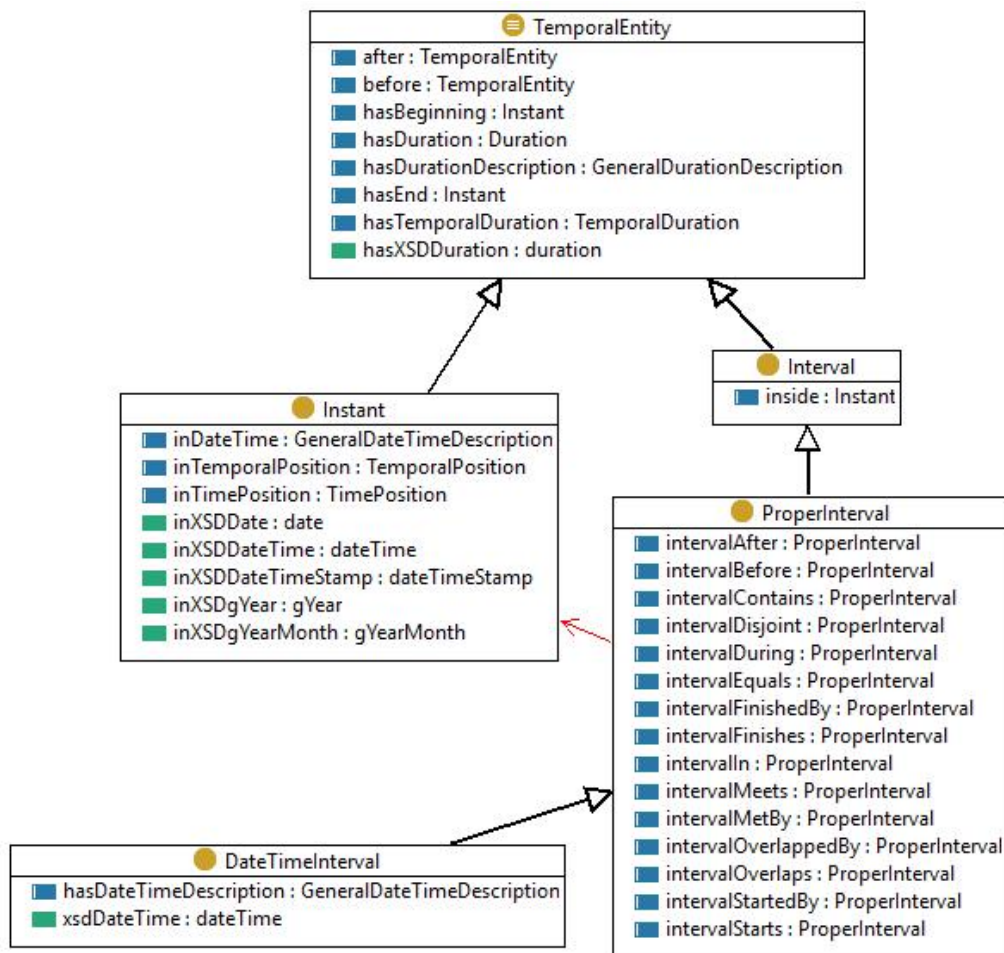 TemporalEntity
after : TemporalEntity
before : TemporalEntity
hasBeginning : Instant
hasDuration : Duration
hasDurationDescription : GeneralDurationDescription
hasEnd : Instant
hasTemporalDuration : TemporalDuration
hasXSDDuration : duration
Interval
inside : Instant
Instant
inDateTime : GeneralDateTimeDescription
inTemporalPosition : TemporalPosition
inTimePosition : TimePosition
inXSDDate : date
inXSDDateTime : dateTime
inXSDDateTimeStamp : dateTimeStamp
inXSDgYear : gYear
inXSDgYearMonth : gYearMonth
ProperInterval
intervalAfter : ProperInterval
intervalBefore : ProperInterval
intervalContains : ProperInterval
intervalDisjoint : ProperInterval
intervalDuring : ProperInterval
intervalEquals : ProperInterval
intervalFinishedBy : ProperInterval
intervalFinishes : ProperInterval
intervalIn : ProperInterval
intervalMeets : ProperInterval
intervalMetBy : ProperInterval
intervalOverlappedBy : ProperInterval
intervalOverlaps : ProperInterval
intervalStartedBy : ProperInterval
intervalStarts : ProperInterval
DateTimeInterval
hasDateTimeDescription : GeneralDateTimeDescription
xsdDateTime : dateTime